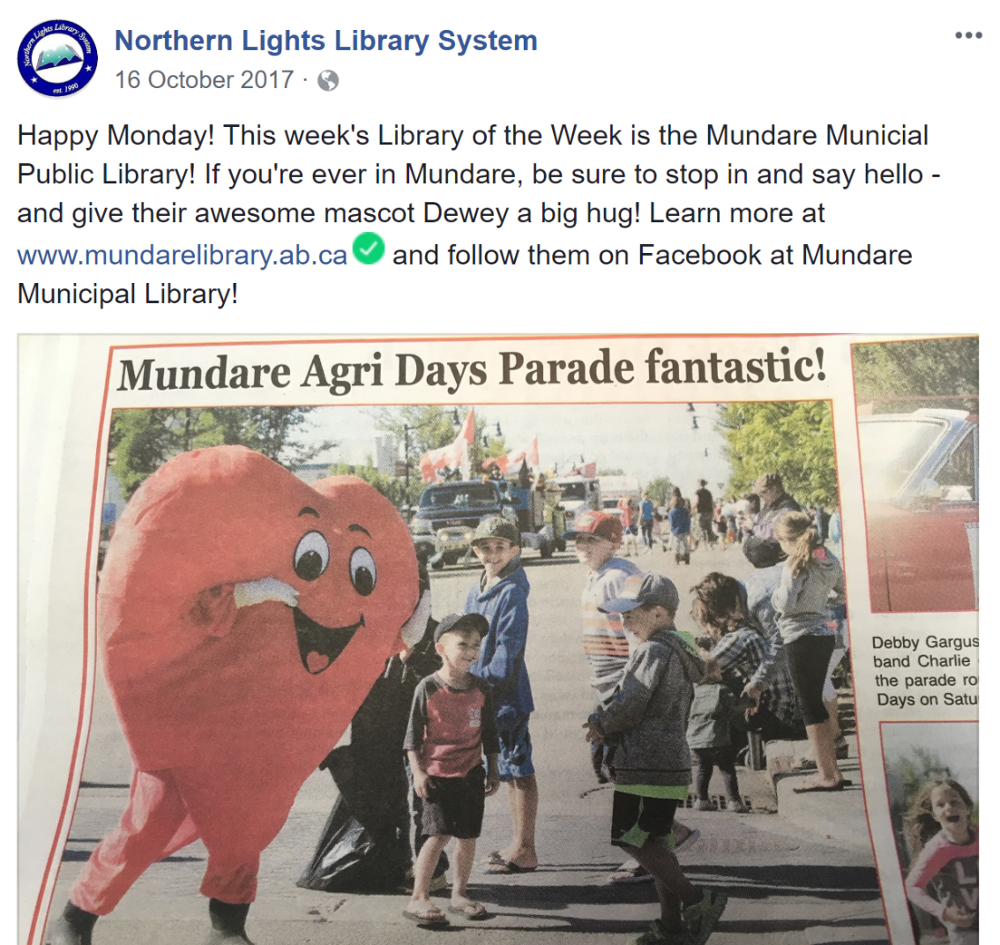 Northern Lights Library System
est. 1990
Northern Lights Library System
16 October 2017 ·
Happy Monday! This week's Library of the Week is the Mundare Municial
Public Library! If you're ever in Mundare, be sure to stop in and say hello -
and give their awesome mascot Dewey a big hug! Learn more at
www.mundarelibrary.ab.ca and follow them on Facebook at Mundare
Municipal Library!
Mundare Agri Days Parade fantastic!
Debby Gargus
band Charlie
the parade ro
Days on Satu